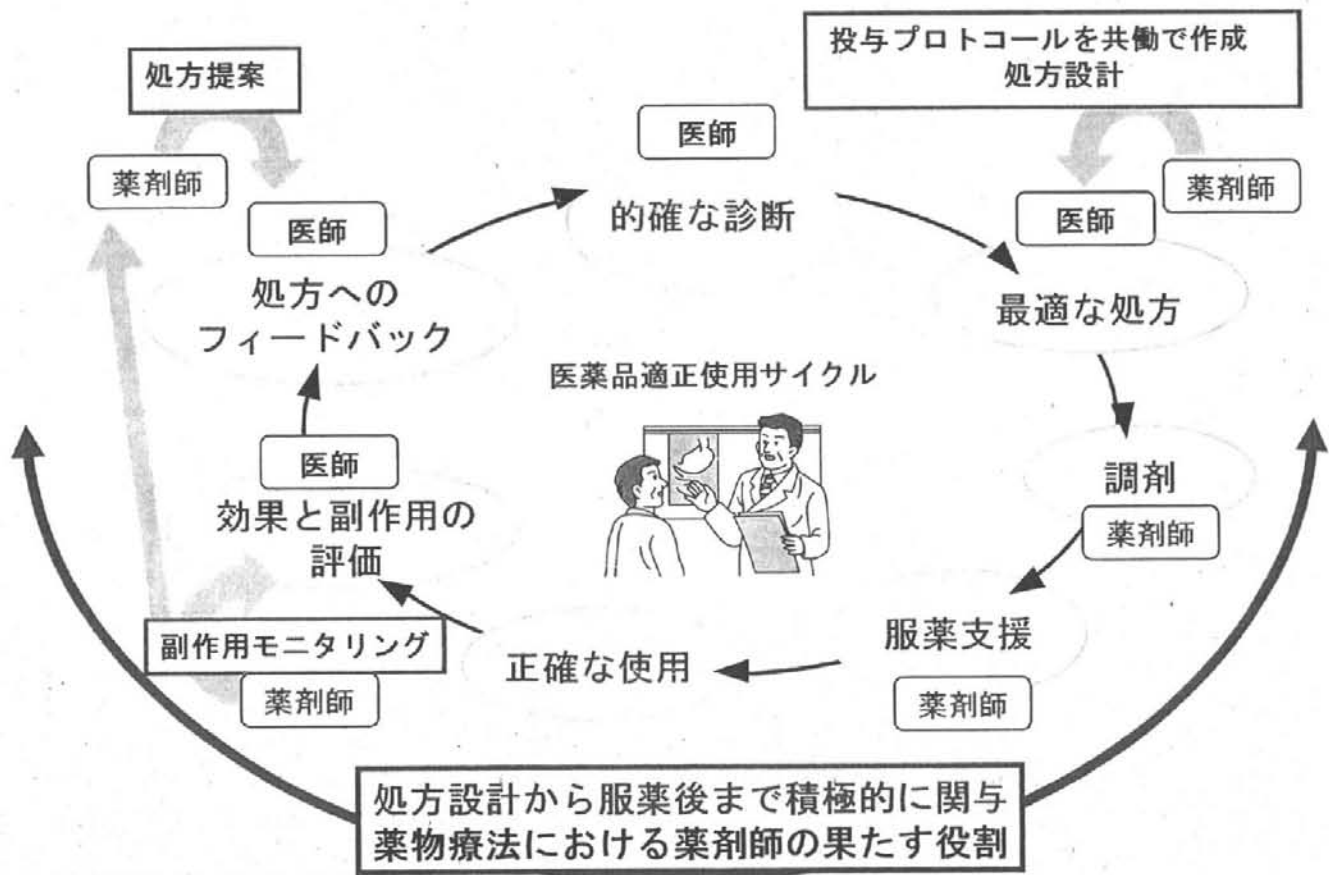 投与プロトコールを共働で作成
処方設計
処方提案
医師
薬剤師
薬剤師
医師
医師
的確な診断
処方への
フィードバック
最適な処方
医薬品適正使用サイクル
医師
効果と副作用の
評価
調剤
薬剤師
副作用モニタリング
薬剤師
正確な使用
服薬支援
薬剤師
処方設計から服薬後まで積極的に関与
薬物療法における薬剤師の果たす役割